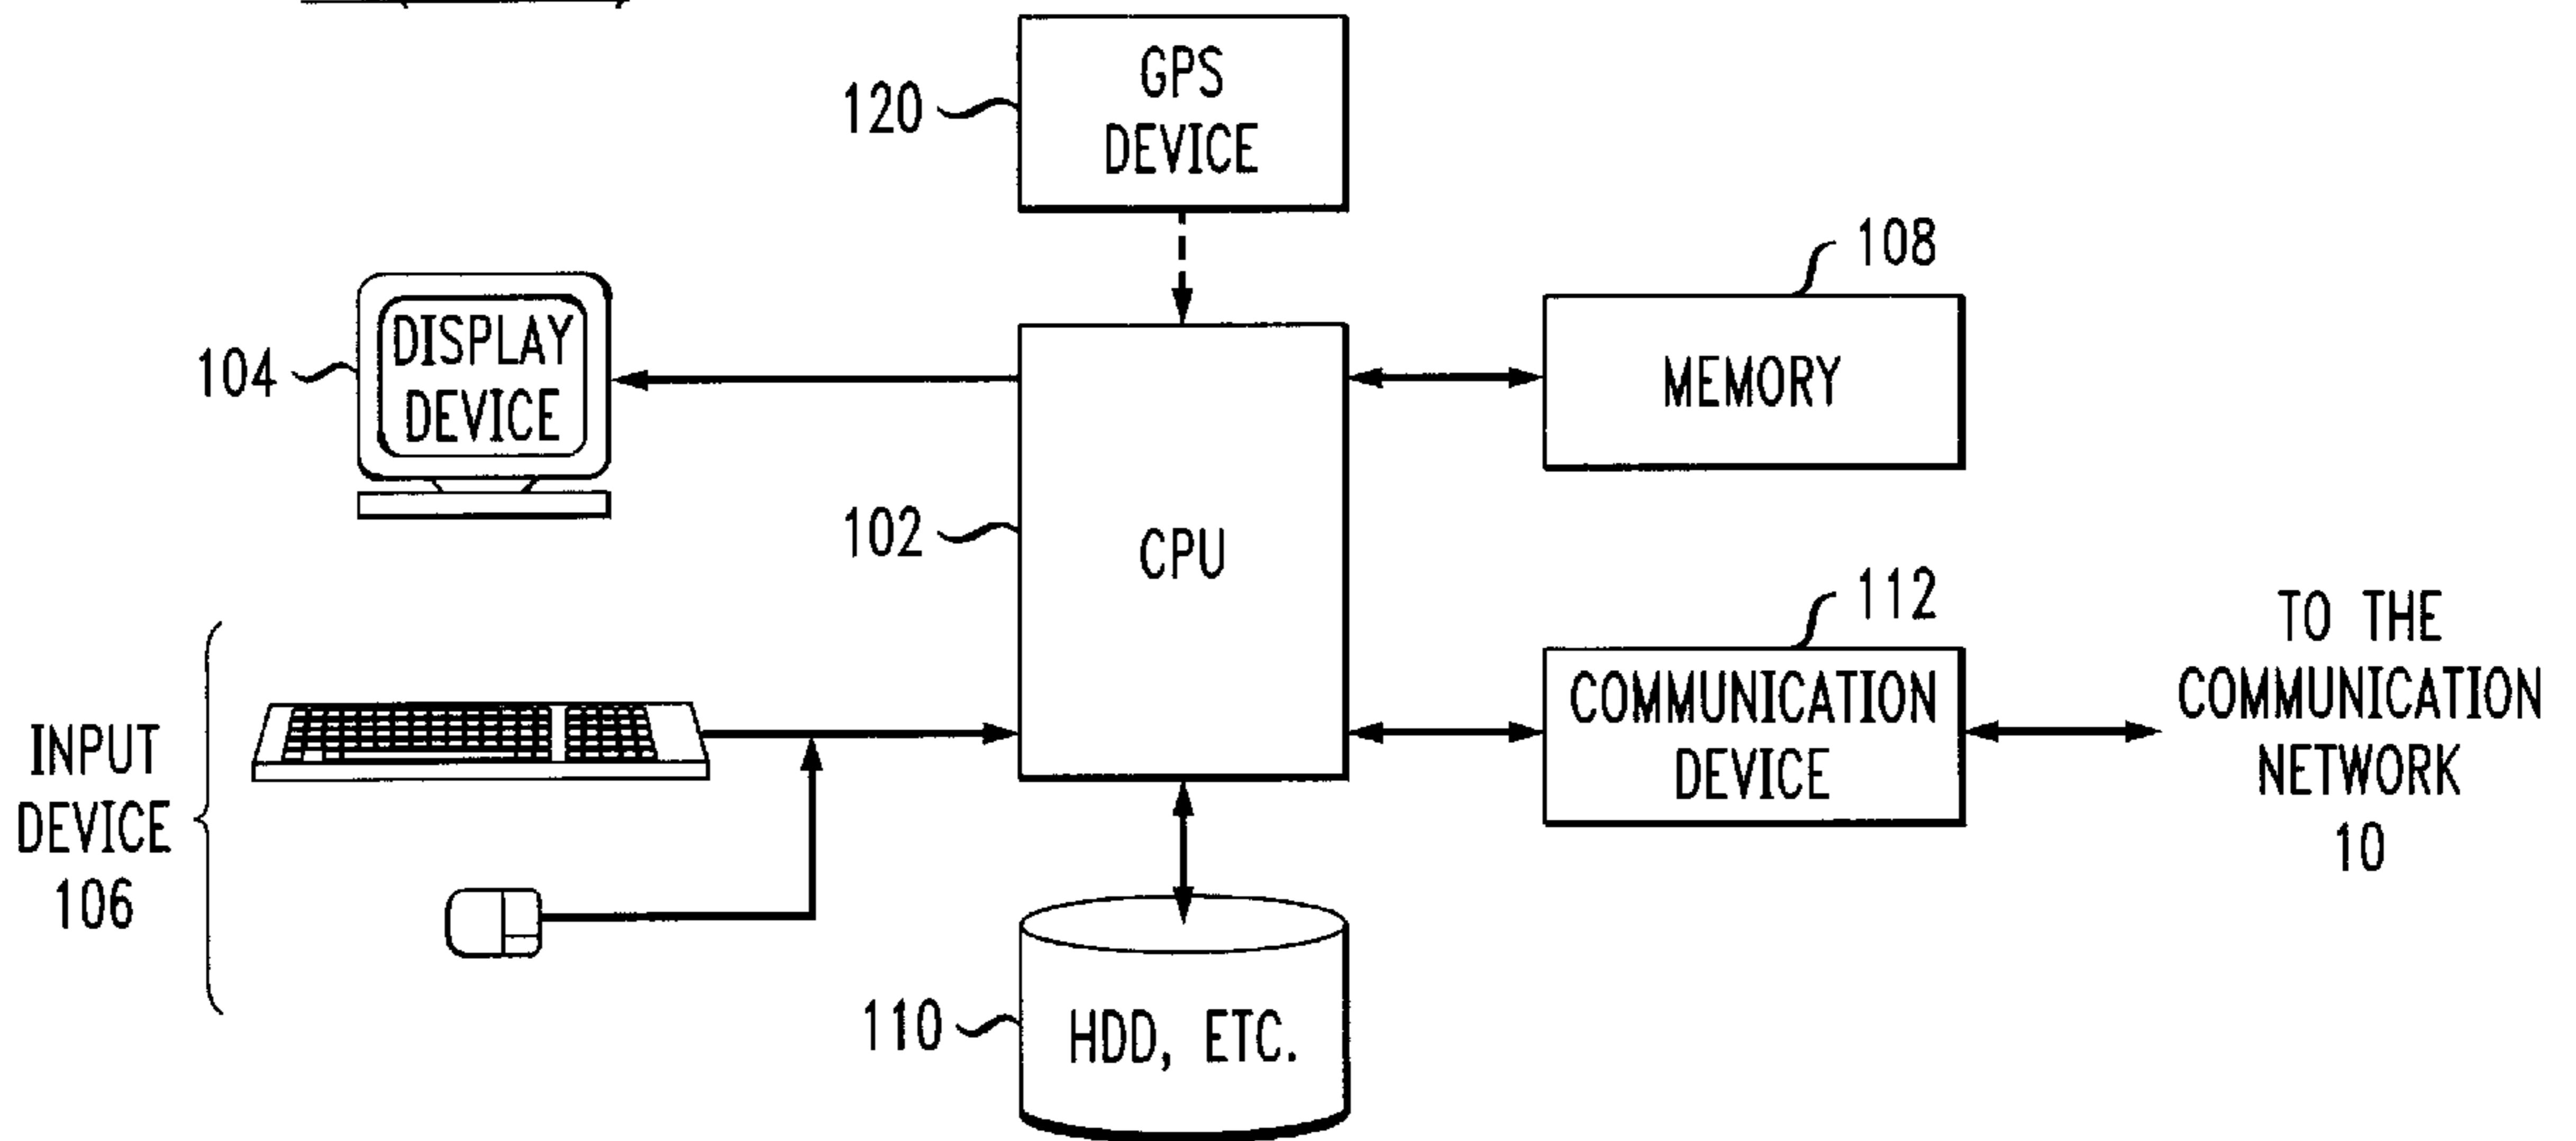 GPS
DEVICE
120
108
DISPLAY
DEVICE
104
MEMORY
102
CPU
112
COMMUNICATION
DEVICE
TO THE
COMMUNICATION
NETWORK
10
INPUT
DEVICE
106
110
HDD, ETC.